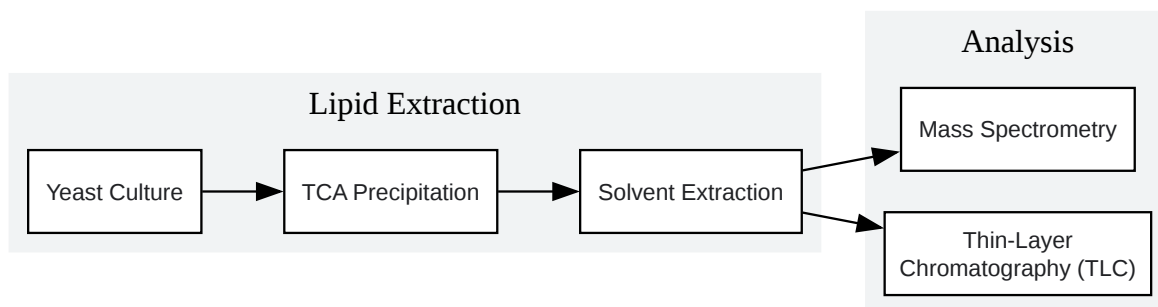 Lipid Extraction
Yeast Culture
TCA Precipitation
Solvent Extraction
Analysis
Mass Spectrometry
Thin-Layer
Chromatography (TLC)